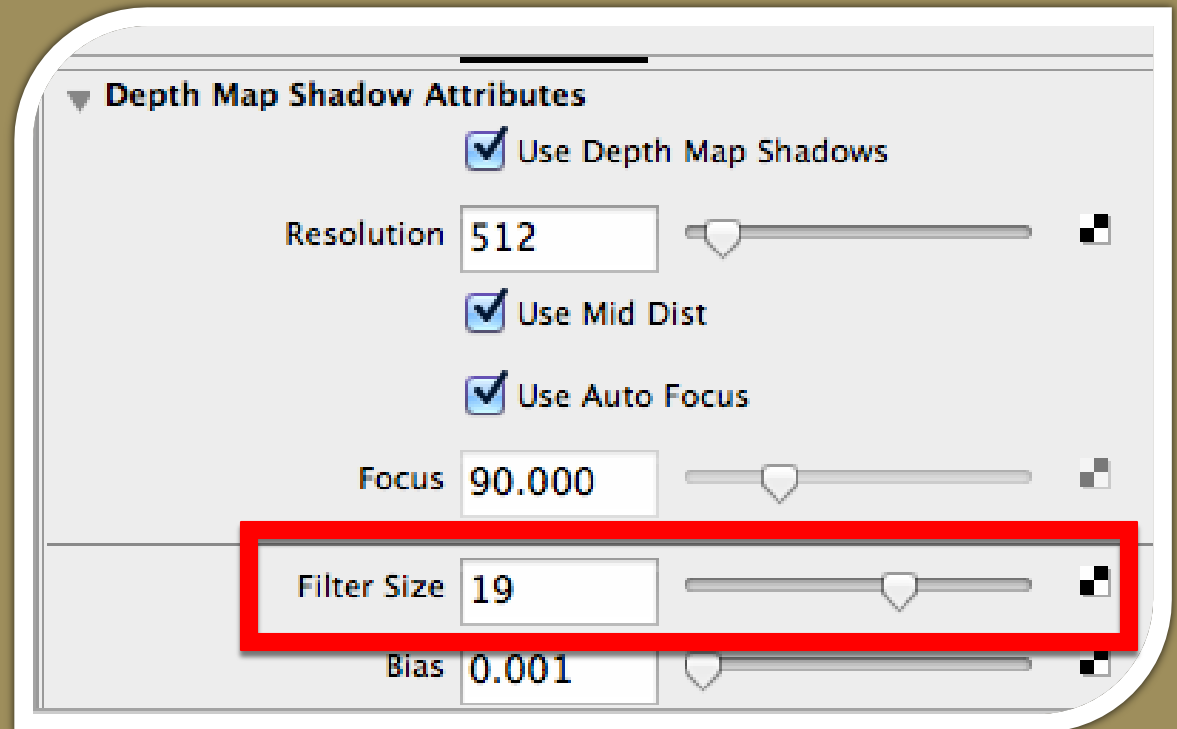 Depth Map Shadow Attributes
Use Depth Map Shadows
Resolution 512
Use Mid Dist
Use Auto Focus
Focus 90.000
Filter Size 19
Bias 0.001